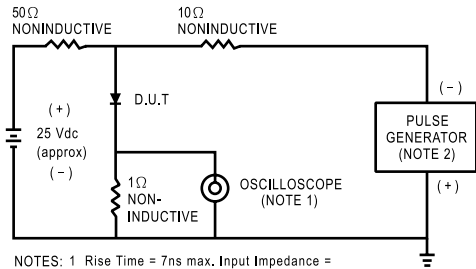 50Ω
NONINDUCTIVE
10Ω
NONINDUCTIVE
(+)
25 Vdc
(approx)
(−)
D.U.T
1Ω
NON-
INDUCTIVE
OSCILLOSCOPE
(NOTE 1)
(−)
PULSE
GENERATOR
(NOTE 2)
(+)
NOTES: 1 Rise Time = 7ns max. Input Impedance =